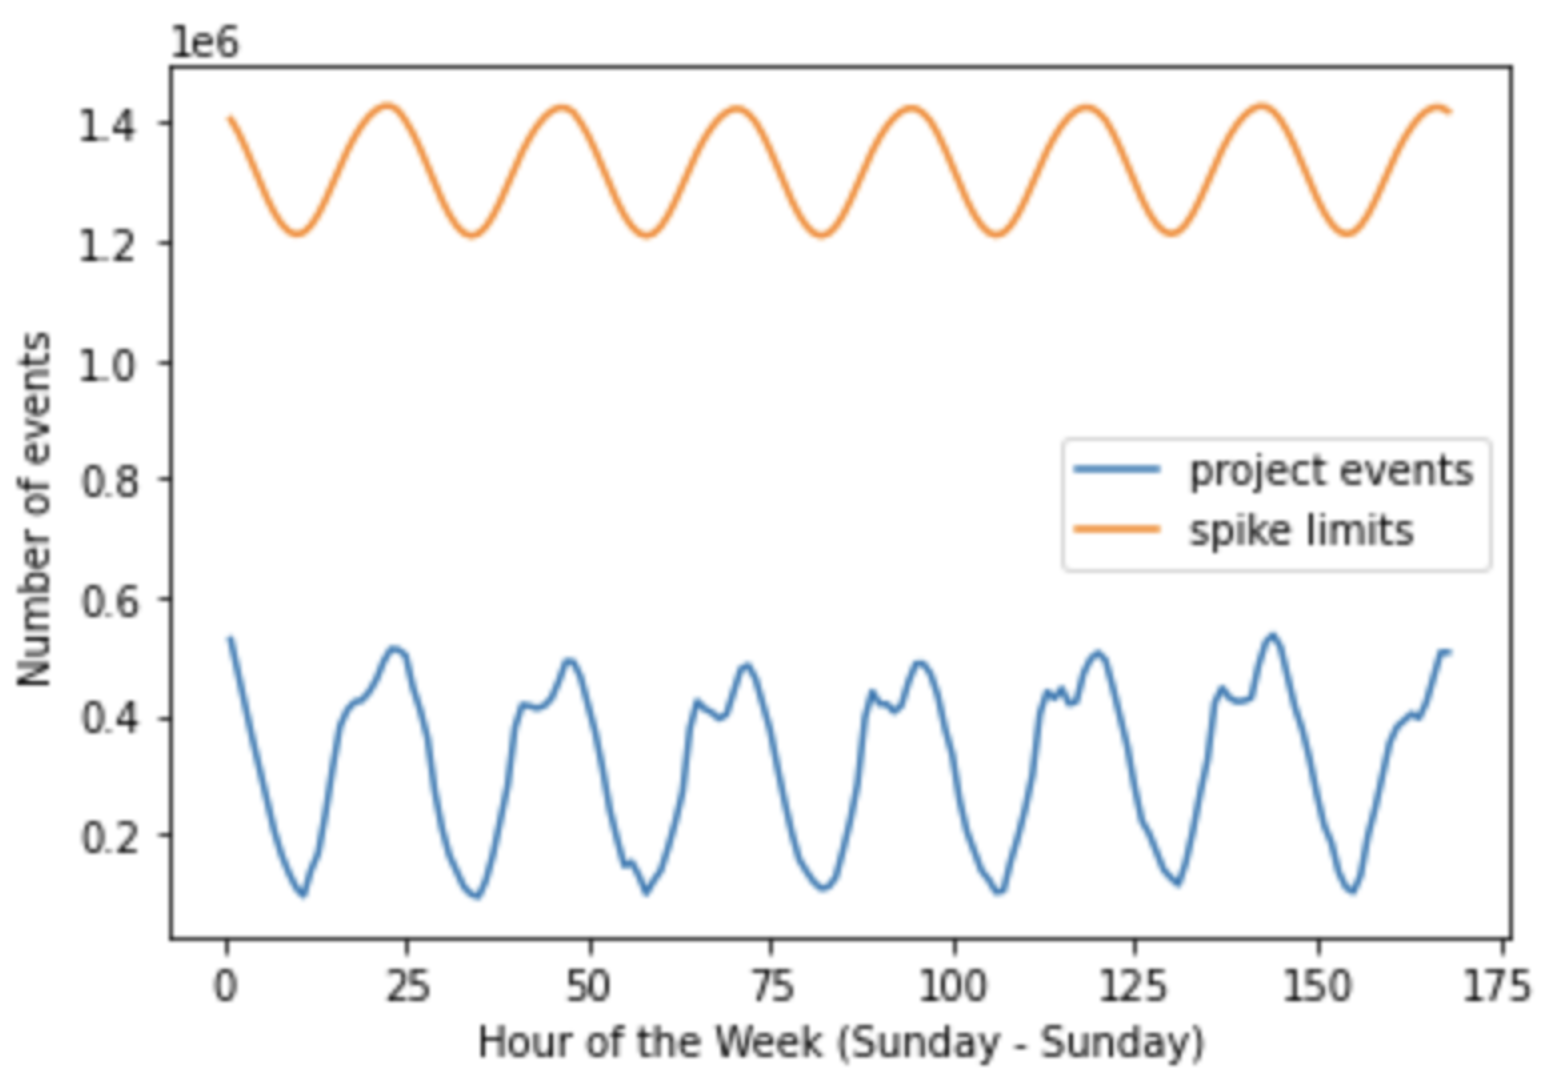 1e6
1.4
1.2
1.0
0.8
0.6
0.4
0.2
Number of events
project events
spike limits
0 25 50 75 100 125 150 175
Hour of the Week (Sunday - Sunday)